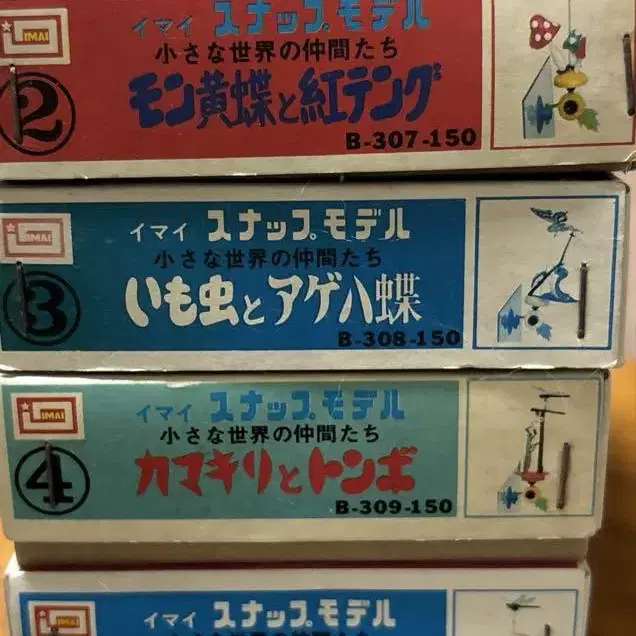 IMAI
イマイ スナップモデル
小さな世界の仲間たち
2
モン黄蝶と紅テング
B-307-150
IMAI
イマイ スナップモデル
小さな世界の仲間たち
3
いも虫とアゲハ蝶
B-308-150
IMAI
イマイ スナップモデル
小さな世界の仲間たち
4
カマキリとトンボ
B-309-150
IMAI
イマイ スナップモデル